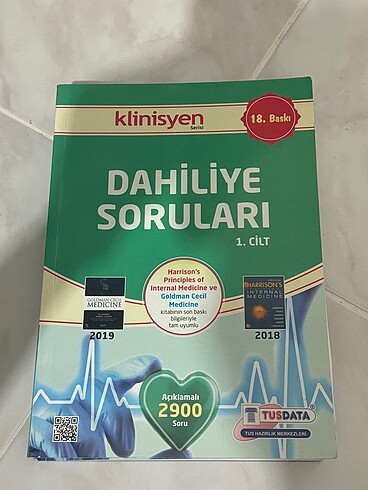 klinisyen
Serisi
18. Baskı
DAHİLİYE
SORULARI
1. CİLT
Harrison's
Principles of
Internal Medicine ve
Goldman Cecil
Medicine
kitabının son baskı
bilgileriyle
tam uyumlu
GOLDMAN-CECIL
MEDICINE
2019
HARRISON'S
INTERNAL
MEDICINE
2018
Açıklamalı
2900
Soru
TUSDATA
TUS HAZIRLIK MERKEZLERİ